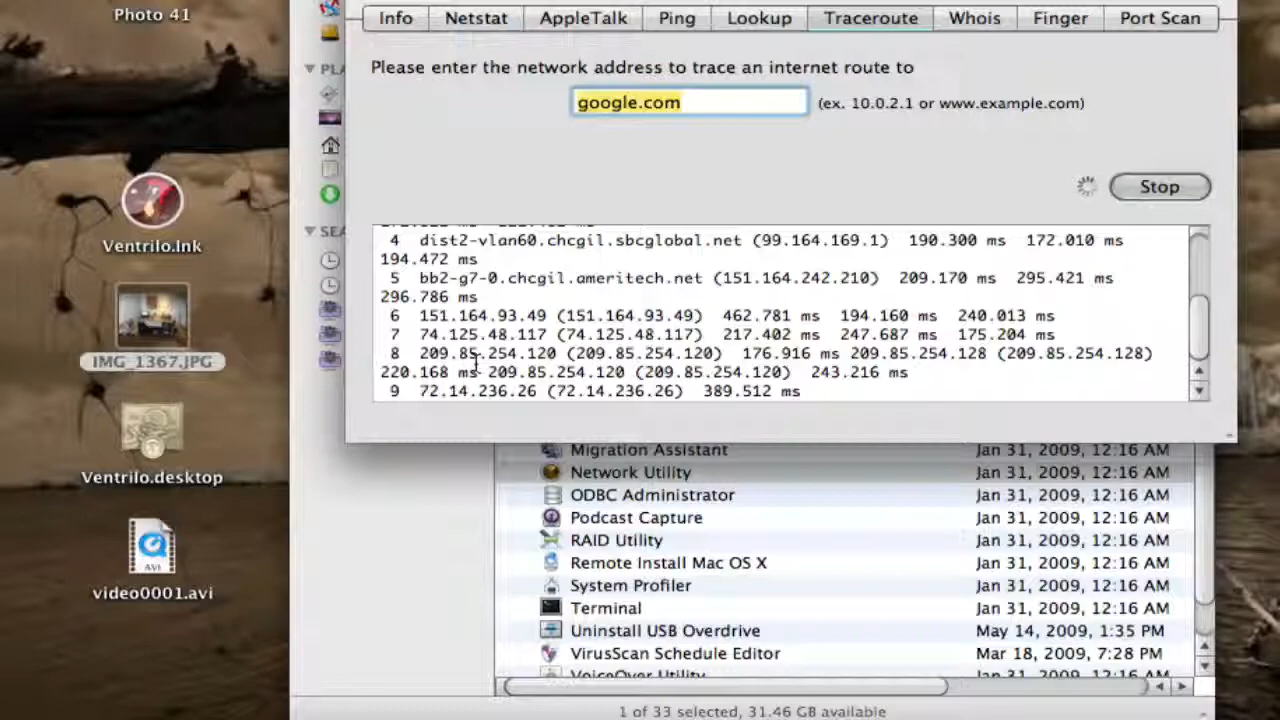 Photo 41
Info Netstat AppleTalk Ping Lookup Traceroute Whois Finger Port Scan
Please enter the network address to trace an internet route to
google.com (ex. 10.0.2.1 or www.example.com)
Stop
4 dist2-vlan60.chcgil.sbcglobal.net (99.164.169.1) 190.300 ms 172.010 ms
194.472 ms
5 bb2-g7-0.chcgil.ameritech.net (151.164.242.210) 209.170 ms 295.421 ms
296.786 ms
6 151.164.93.49 (151.164.93.49) 462.781 ms 194.160 ms 240.013 ms
7 74.125.48.117 (74.125.48.117) 217.402 ms 247.687 ms 175.204 ms
8 209.85.254.120 (209.85.254.120) 176.916 ms 209.85.254.128 (209.85.254.128)
220.168 ms 209.85.254.120 (209.85.254.120) 243.216 ms
9 72.14.236.26 (72.14.236.26) 389.512 ms
PLA
SEA
Ventrilo.lnk
IMG_1367.JPG
Ventrilo.desktop
AVI
video0001.avi
Migration Assistant Jan 31, 2009, 12:16 AM
Network Utility Jan 31, 2009, 12:16 AM
ODBC Administrator Jan 31, 2009, 12:16 AM
Podcast Capture Jan 31, 2009, 12:16 AM
RAID Utility Jan 31, 2009, 12:16 AM
Remote Install Mac OS X Jan 31, 2009, 12:16 AM
System Profiler Jan 31, 2009, 12:16 AM
Terminal Jan 31, 2009, 12:16 AM
Uninstall USB Overdrive May 14, 2009, 1:35 PM
VirusScan Schedule Editor Mar 18, 2009, 7:28 PM
VoiceOver Utility Jan 31, 2009, 12:16 AM
1 of 33 selected, 31.46 GB available